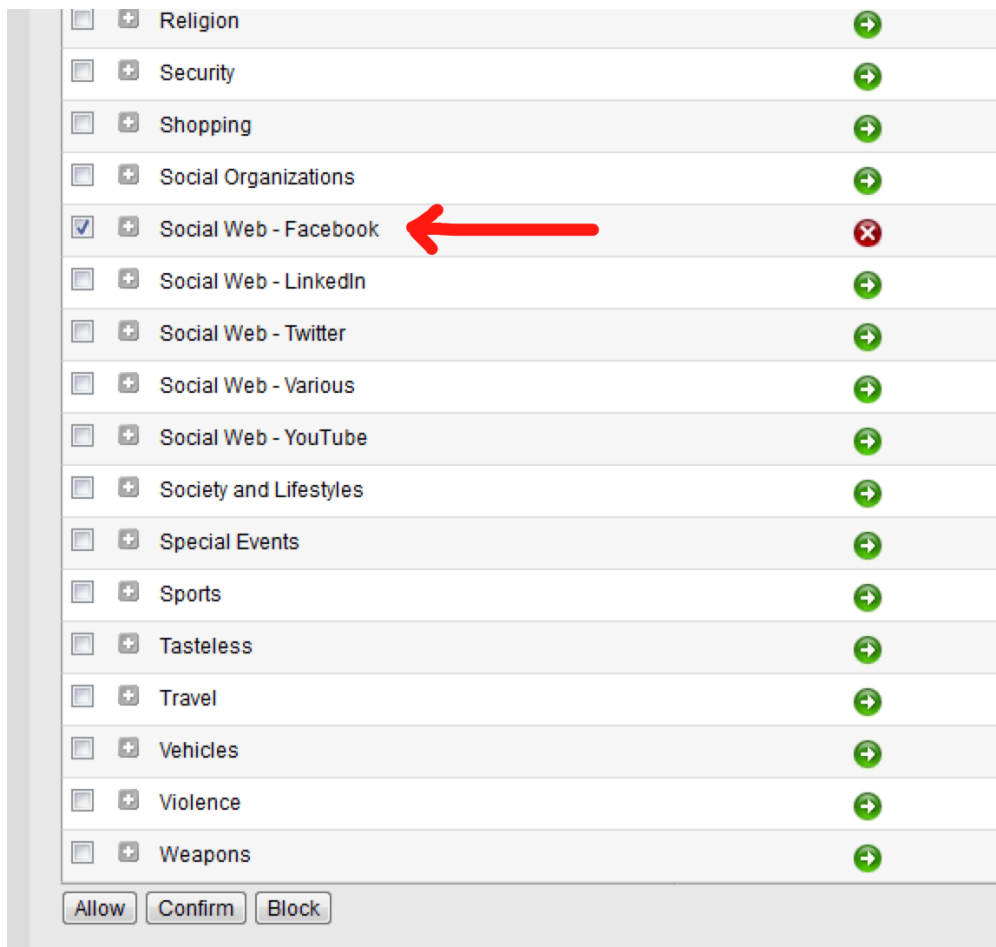 Religion
Security
Shopping
Social Organizations
Social Web - Facebook
Social Web - LinkedIn
Social Web - Twitter
Social Web - Various
Social Web - YouTube
Society and Lifestyles
Special Events
Sports
Tasteless
Travel
Vehicles
Violence
Weapons
Allow Confirm Block